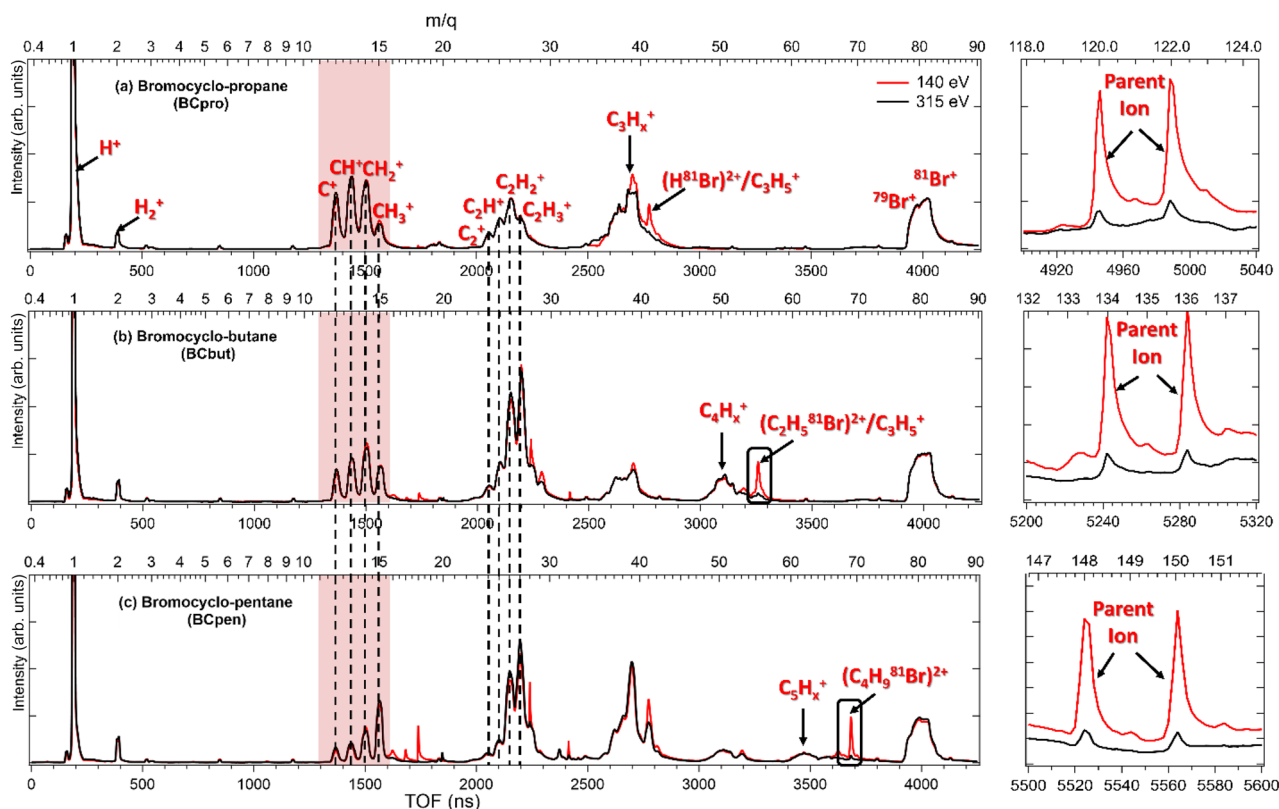 m/q
0.4 1 2 3 4 5 6 7 8 9 10 15 20 30 40 50 60 70 80 90
118.0 120.0 122.0 124.0
Intensity (arb. units)
(a) Bromocyclo-propane
(BCpro)
140 eV
315 eV
H⁺
H₂⁺
C⁺
CH⁺
CH₂⁺
CH₃⁺
C₂⁺
C₂H⁺
C₂H₂⁺
C₂H₃⁺
C₃Hₓ⁺
(H⁸¹Br)²⁺/C₃H₅⁺
⁷⁹Br⁺
⁸¹Br⁺
Parent
Ion
0 500 1000 1500 2000 2500 3000 3500 4000
4920 4960 5000 5040
0.4 1 2 3 4 5 6 7 8 9 10 15 20 30 40 50 60 70 80 90
132 133 134 135 136 137
Intensity (arb. units)
(b) Bromocyclo-butane
(BCbut)
C₄Hₓ⁺
(C₂H₅⁸¹Br)²⁺/C₃H₅⁺
Parent
Ion
0 500 1000 1500 2000 2500 3000 3500 4000
5200 5240 5280 5320
0.4 1 2 3 4 5 6 7 8 9 10 15 20 30 40 50 60 70 80 90
147 148 149 150 151
Intensity (arb. units)
(c) Bromocyclo-pentane
(BCpen)
C₅Hₓ⁺
(C₄H₉⁸¹Br)²⁺
Parent
Ion
0 500 1000 1500 2000 2500 3000 3500 4000
5500 5520 5540 5560 5580 5600
TOF (ns)